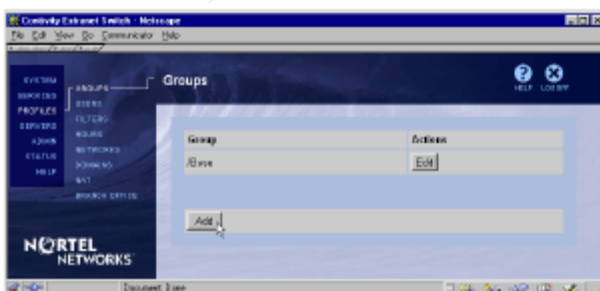 Contivity Extranet Switch - Netscape
File Edit View Go Communicator Help
SYSTEM
SERVICES
PROFILES
SERVERS
ADMIN
STATUS
HELP
GROUPS
USERS
FILTERS
HOURS
NETWORKS
DOMAINS
NAT
BRANCH OFFICE
Groups
HELP LOG OFF
Group Actions
/Base Edit
Add
NORTEL
NETWORKS
Document: Done